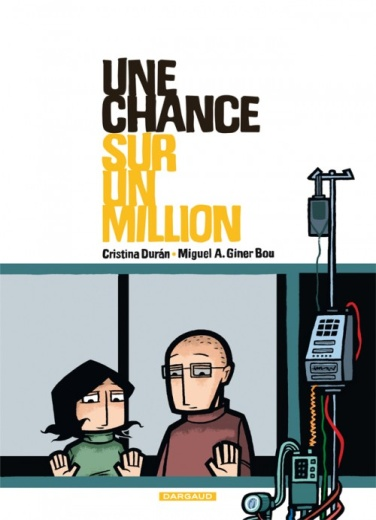 UNE
CHANCE
SUR
UN
MILLION
Cristina Durán • Miguel A. Giner Bou
DARGAUD